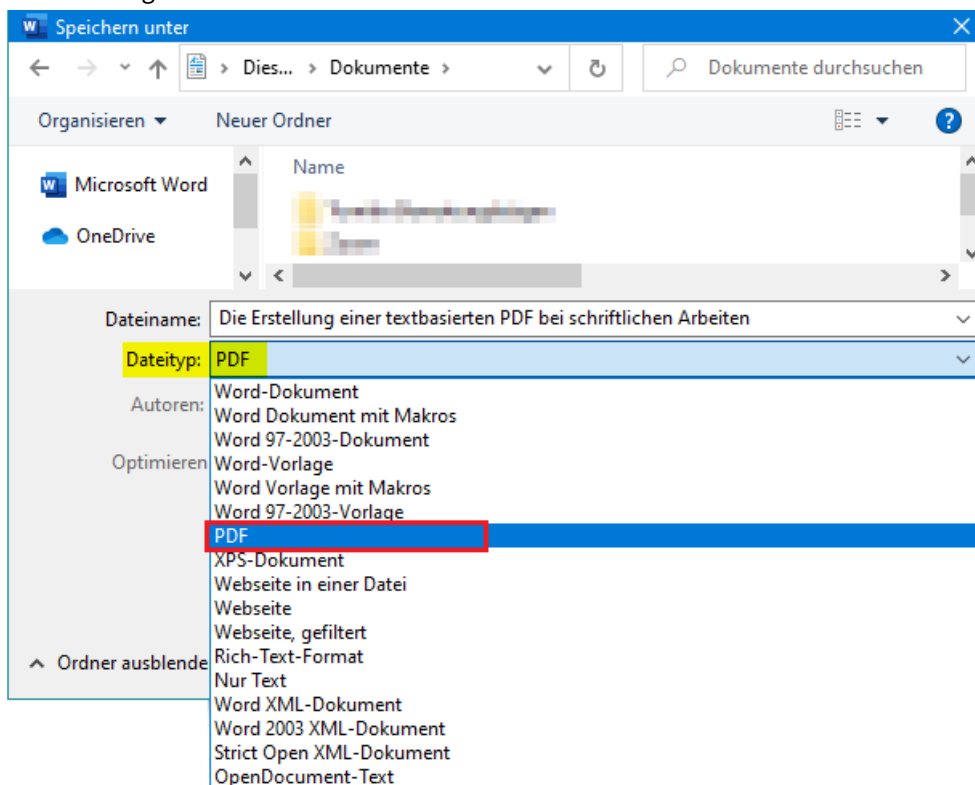 Speichern unter
Dies... > Dokumente >
Dokumente durchsuchen
Organisieren
Neuer Ordner
Name
Microsoft Word
OneDrive
Dateiname: Die Erstellung einer textbasierten PDF bei schriftlichen Arbeiten
Dateityp: PDF
Autoren:
Optimieren
Word-Dokument
Word Dokument mit Makros
Word 97-2003-Dokument
Word-Vorlage
Word Vorlage mit Makros
Word 97-2003-Vorlage
PDF
XPS-Dokument
Webseite in einer Datei
Webseite
Webseite, gefiltert
Rich-Text-Format
Nur Text
Word XML-Dokument
Word 2003 XML-Dokument
Strict Open XML-Dokument
OpenDocument-Text
Ordner ausblende